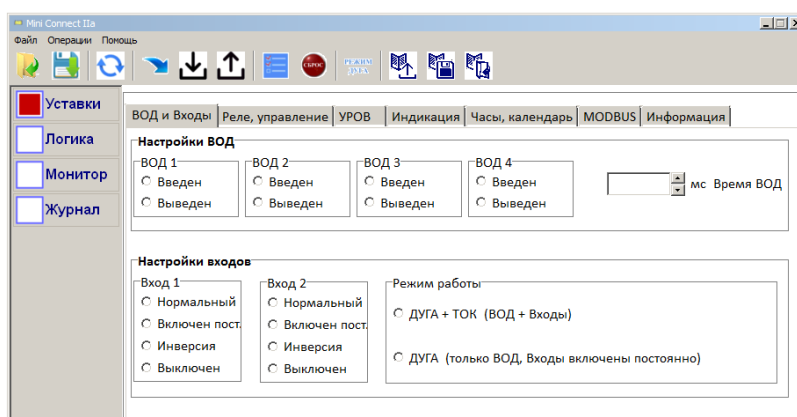 Mini Connect IIa
Файл Операции Помощь
СБРОС РЕЖИМ
ДУГА
Уставки
Логика
Монитор
Журнал
ВОД и Входы Реле, управление УРОВ Индикация Часы, календарь MODBUS Информация
Настройки ВОД
ВОД 1 ВОД 2 ВОД 3 ВОД 4
Введен Введен Введен Введен
Выведен Выведен Выведен Выведен
мс Время ВОД
Настройки входов
Вход 1 Вход 2 Режим работы
Нормальный Нормальный
ДУГА + ТОК (ВОД + Входы)
Включен пост. Включен пост.
Инверсия Инверсия
ДУГА (только ВОД, Входы включены постоянно)
Выключен Выключен